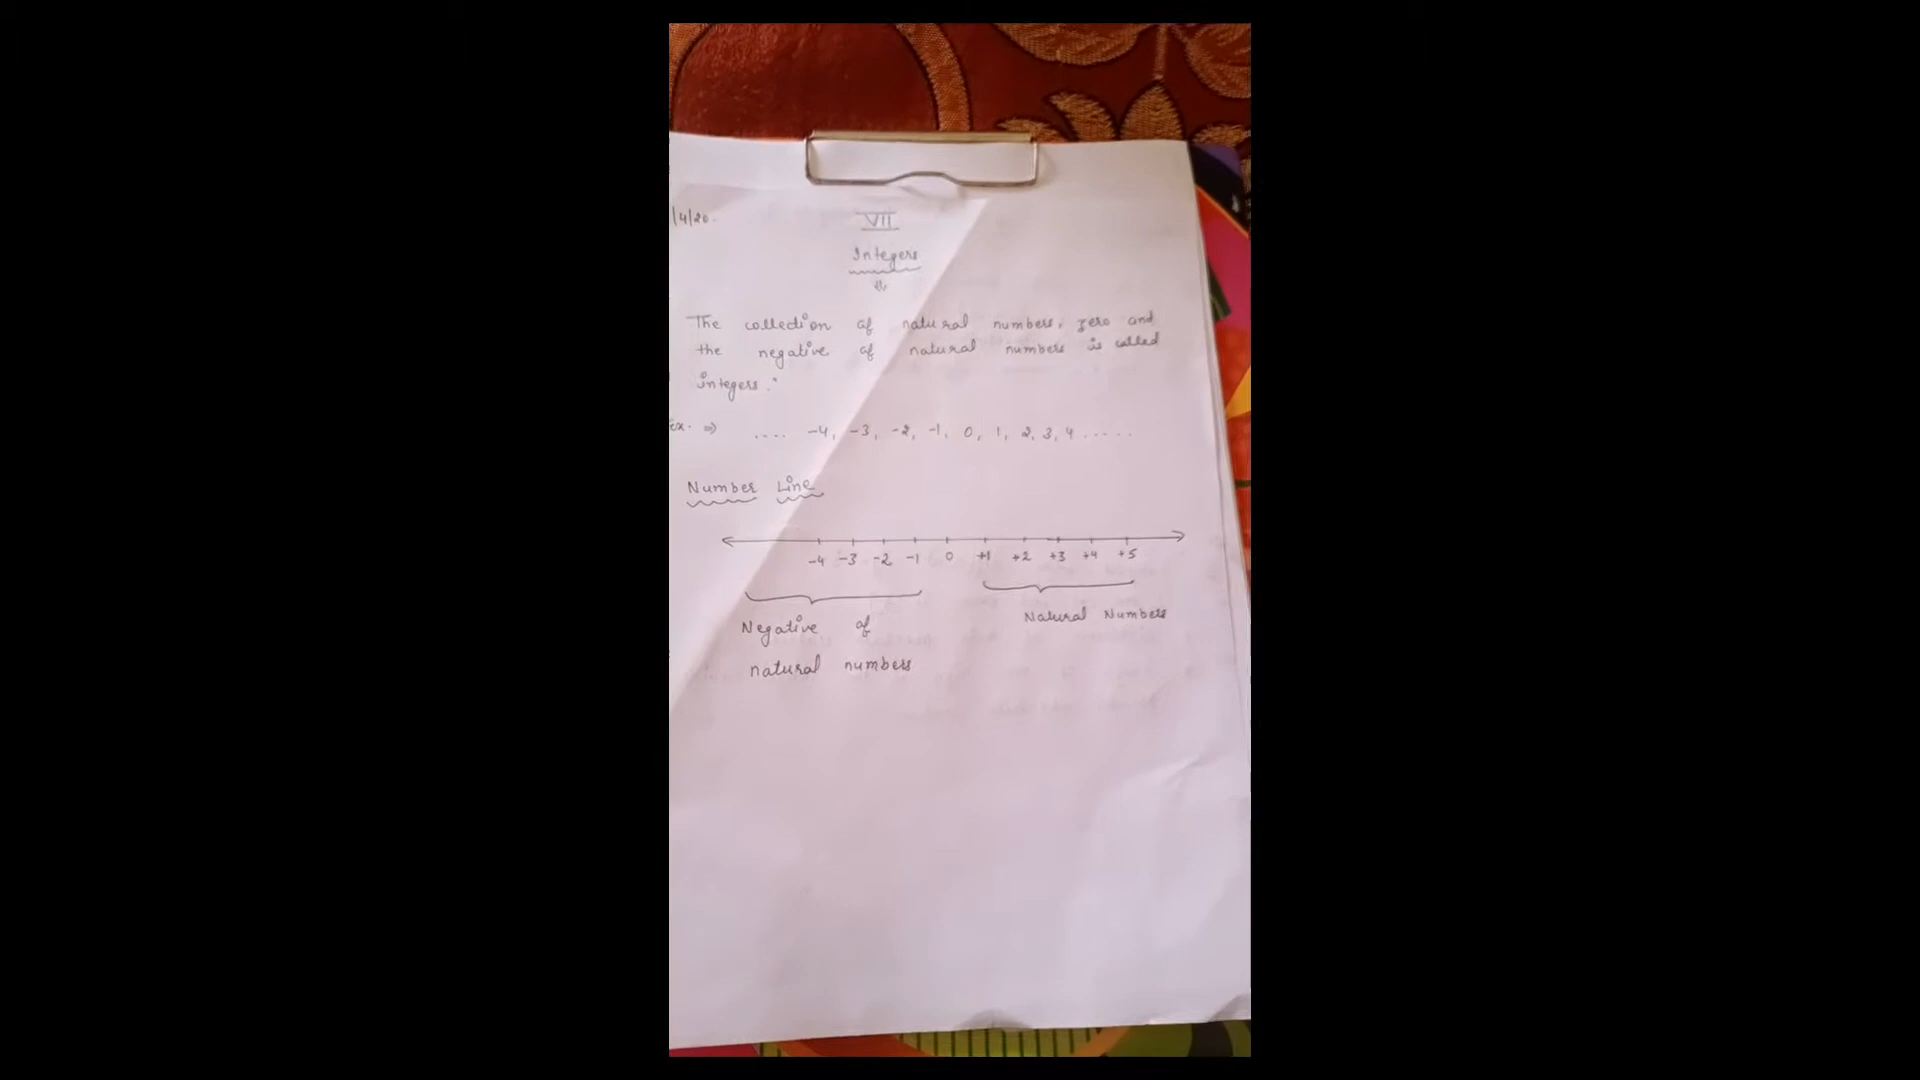 /4/20.
VII
Integers
The collection of natural numbers, zero and
the negative of natural numbers is called
integers."
Ex. ⇒ .... -4, -3, -2, -1, 0, 1, 2, 3, 4 .....
Number Line
-4 -3 -2 -1 0 +1 +2 +3 +4 +5
Negative of
natural numbers
Natural Numbers